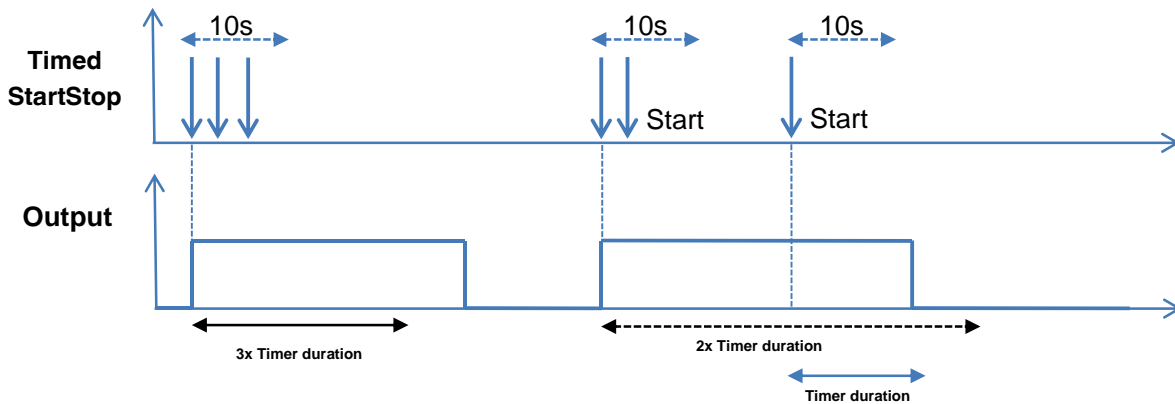 10s
10s
10s
Timed
StartStop
Start
Start
Output
3x Timer duration
2x Timer duration
Timer duration